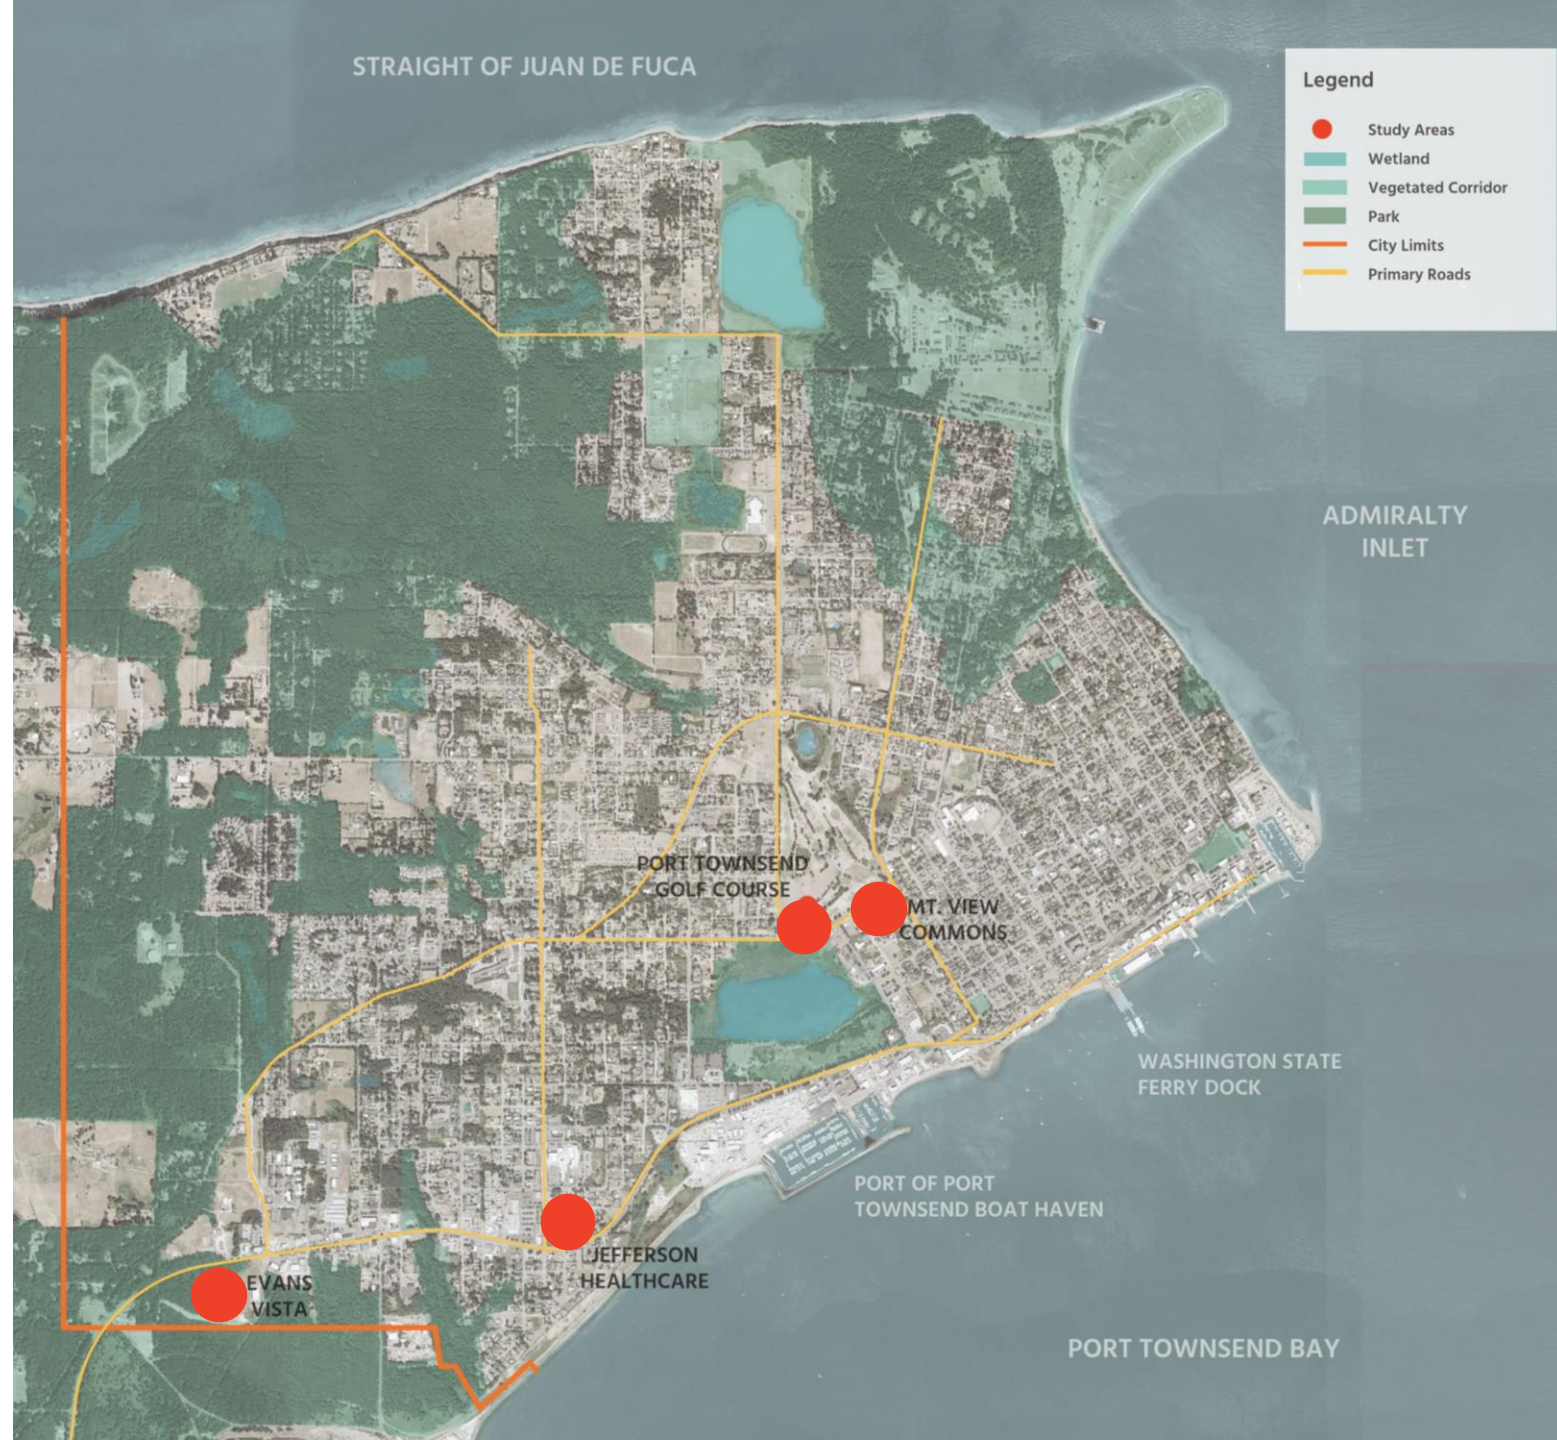 STRAIGHT OF JUAN DE FUCA
Legend
Study Areas
Wetland
Vegetated Corridor
Park
City Limits
Primary Roads
ADMIRALTY
INLET
PORT TOWNSEND
GOLF COURSE
MT. VIEW
COMMONS
WASHINGTON STATE
FERRY DOCK
PORT OF PORT
TOWNSEND BOAT HAVEN
JEFFERSON
HEALTHCARE
EVANS
VISTA
PORT TOWNSEND BAY